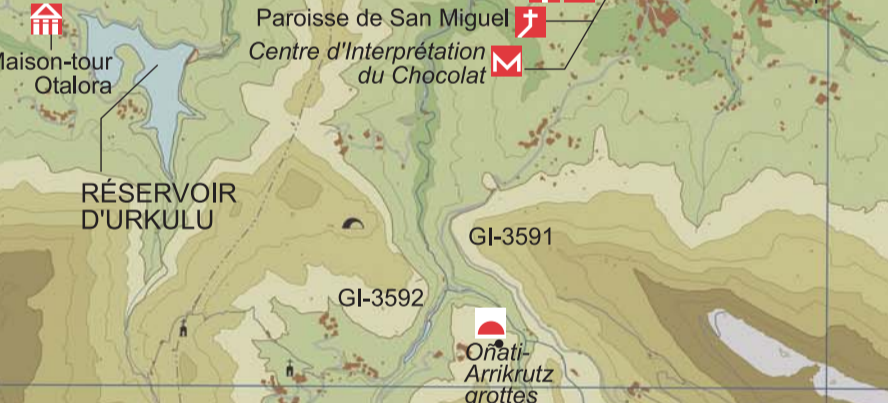 Paroisse de San Miguel
Centre d'Interprétation
du Chocolat
Maison-tour
Otalora
RÉSERVOIR
D'URKULU
GI-3591
GI-3592
Oñati-
Arrikrutz
grottes